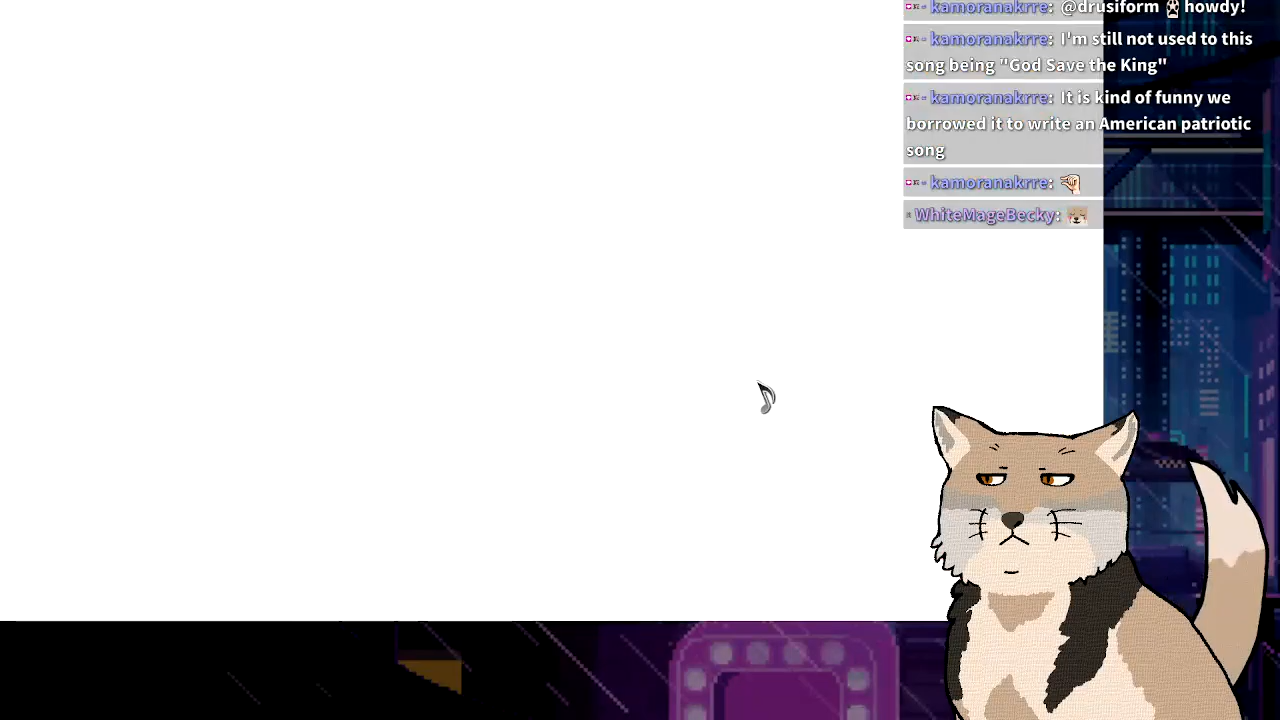 kamoranakrre: @drusiform howdy!
kamoranakrre: I'm still not used to this
song being "God Save the King"
kamoranakrre: It is kind of funny we
borrowed it to write an American patriotic
song
kamoranakrre:
WhiteMageBecky: